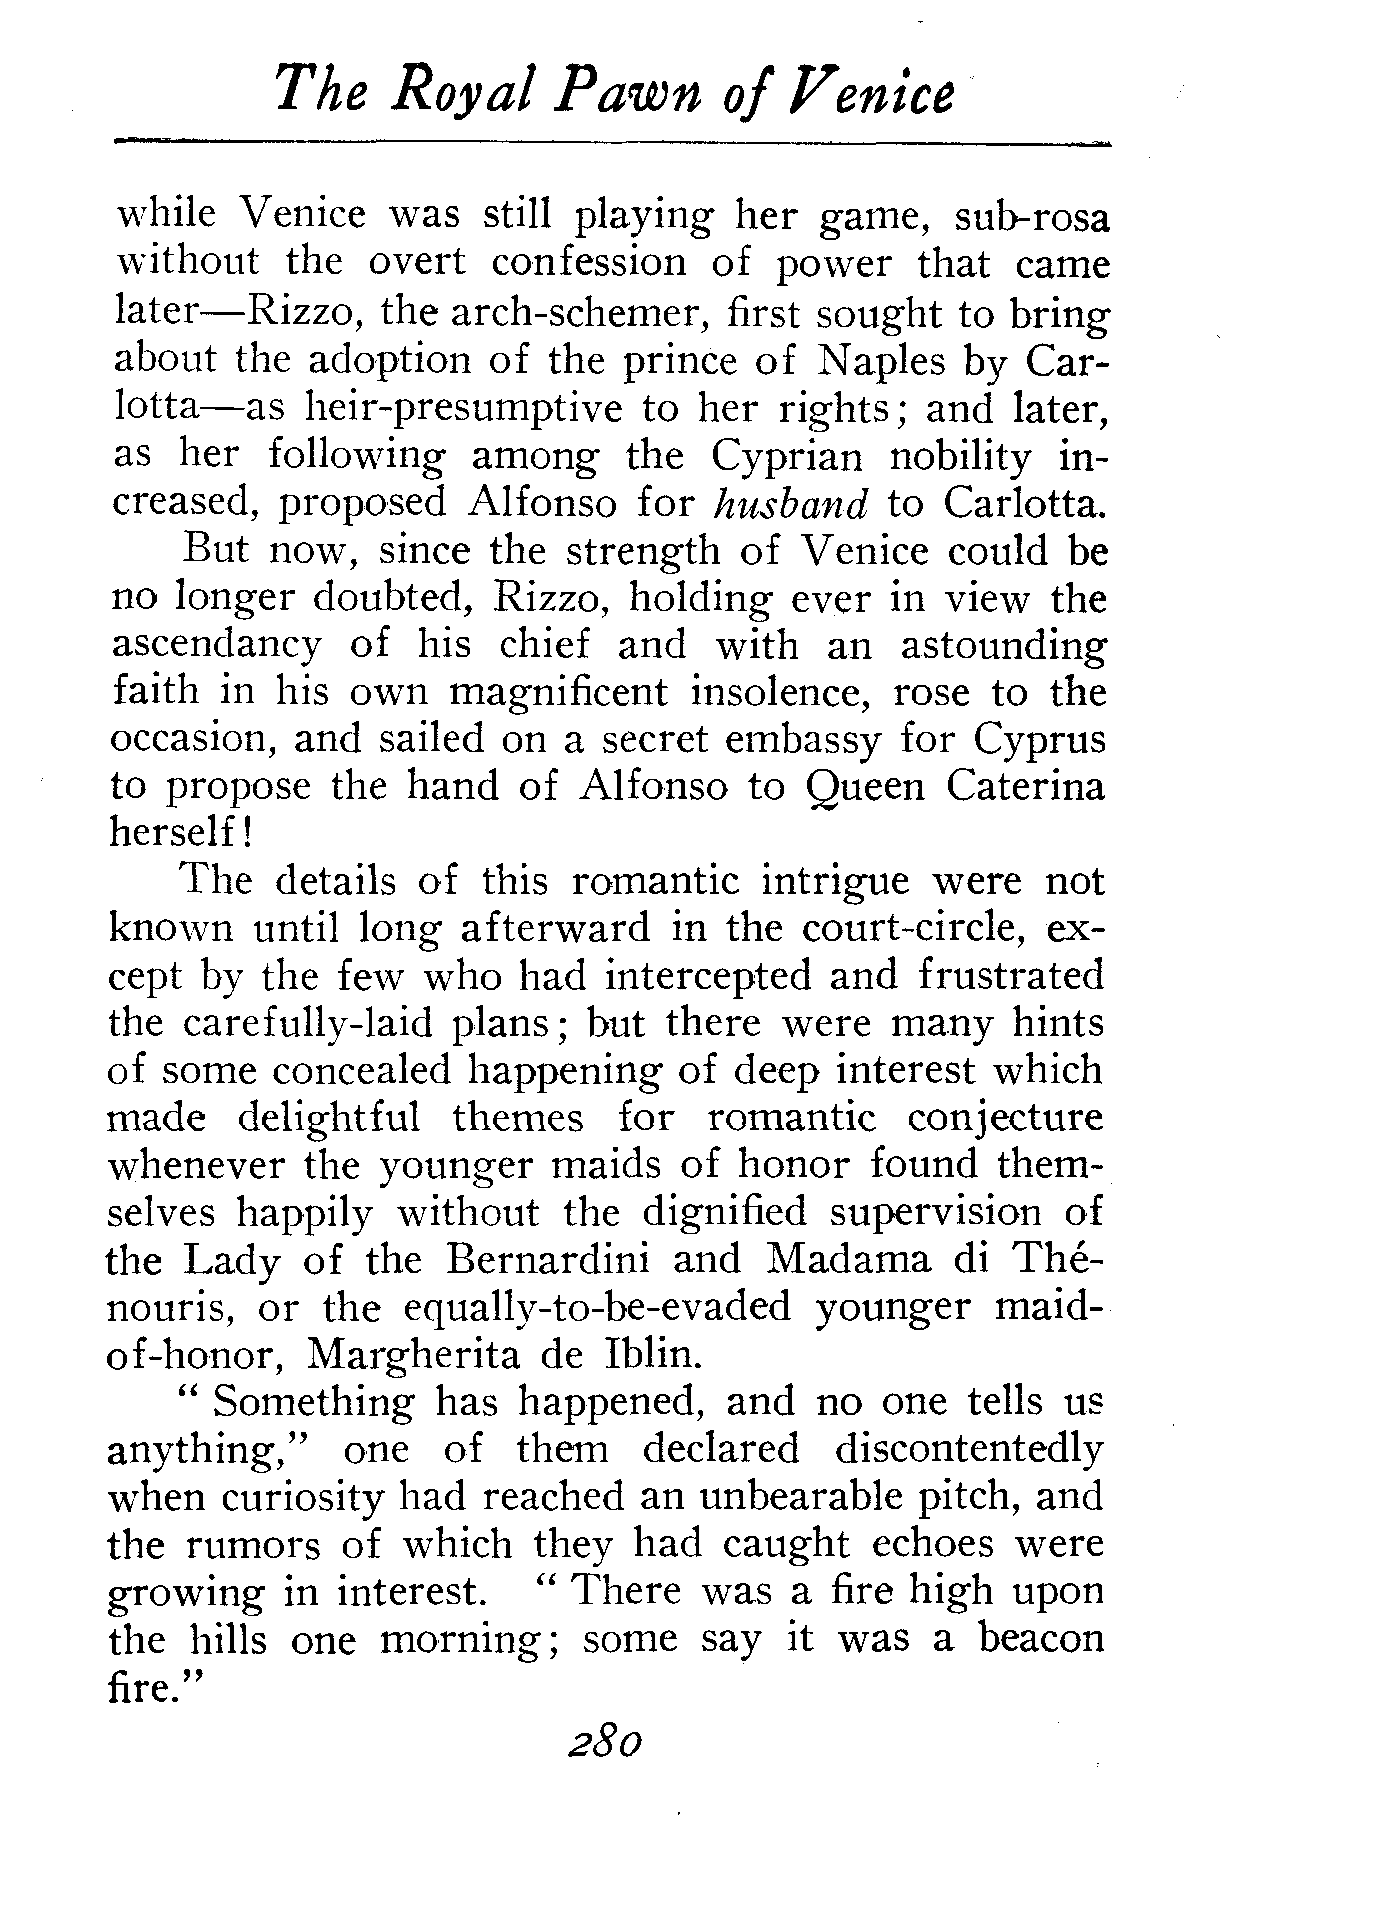 The Royal Pawn of Venice
while Venice was still playing her game, sub-rosa
without the overt confession of power that came
later—Rizzo, the arch-schemer, first sought to bring
about the adoption of the prince of Naples by Car-
lotta—as heir-presumptive to her rights; and later,
as her following among the Cyprian nobility in-
creased, proposed Alfonso for husband to Carlotta.
But now, since the strength of Venice could be
no longer doubted, Rizzo, holding ever in view the
ascendancy of his chief and with an astounding
faith in his own magnificent insolence, rose to the
occasion, and sailed on a secret embassy for Cyprus
to propose the hand of Alfonso to Queen Caterina
herself!
The details of this romantic intrigue were not
known until long afterward in the court-circle, ex-
cept by the few who had intercepted and frustrated
the carefully-laid plans; but there were many hints
of some concealed happening of deep interest which
made delightful themes for romantic conjecture
whenever the younger maids of honor found them-
selves happily without the dignified supervision of
the Lady of the Bernardini and Madama di Thé-
nouris, or the equally-to-be-evaded younger maid-
of-honor, Margherita de Iblin.
“ Something has happened, and no one tells us
anything,” one of them declared discontentedly
when curiosity had reached an unbearable pitch, and
the rumors of which they had caught echoes were
growing in interest. “ There was a fire high upon
the hills one morning; some say it was a beacon
fire.”
280